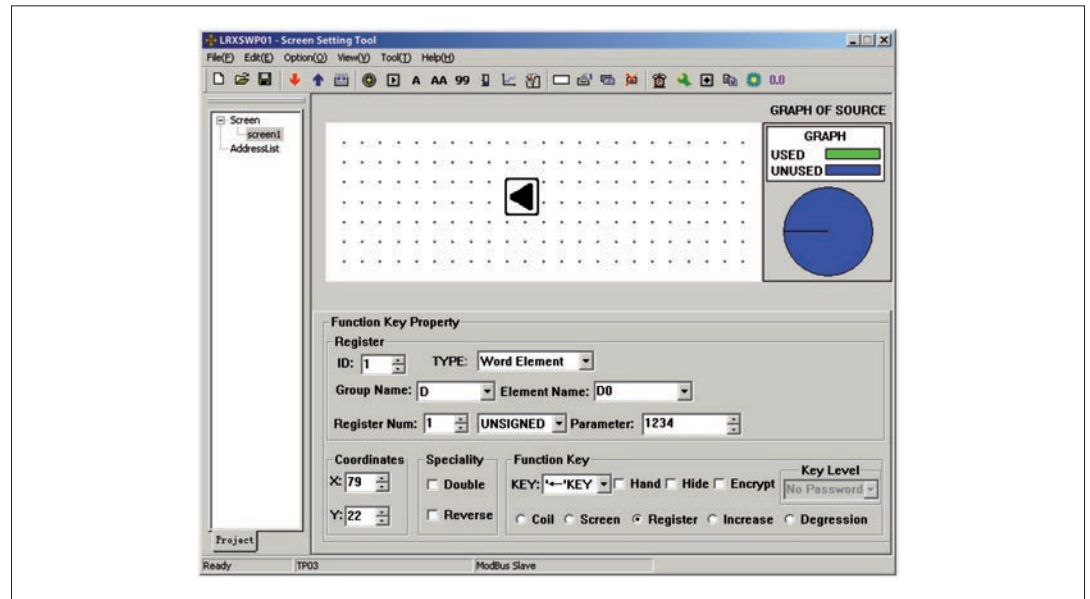 LRXSWP01 - Screen Setting Tool
File(F) Edit(E) Option(O) View(V) Tool(T) Help(H)
A AA 99 0.0
Screen
screen1
AddressList
GRAPH OF SOURCE
GRAPH
USED
UNUSED
Function Key Property
Register
ID: 1 TYPE: Word Element
Group Name: D Element Name: D0
Register Num: 1 UNSIGNED Parameter: 1234
Coordinates
X: 79
Y: 22
Speciality
Double
Reverse
Function Key
KEY: '←'KEY Hand Hide Encrypt
Key Level
No Password
Coil Screen Register Increase Degression
Project
Ready TP03 ModBus Slave